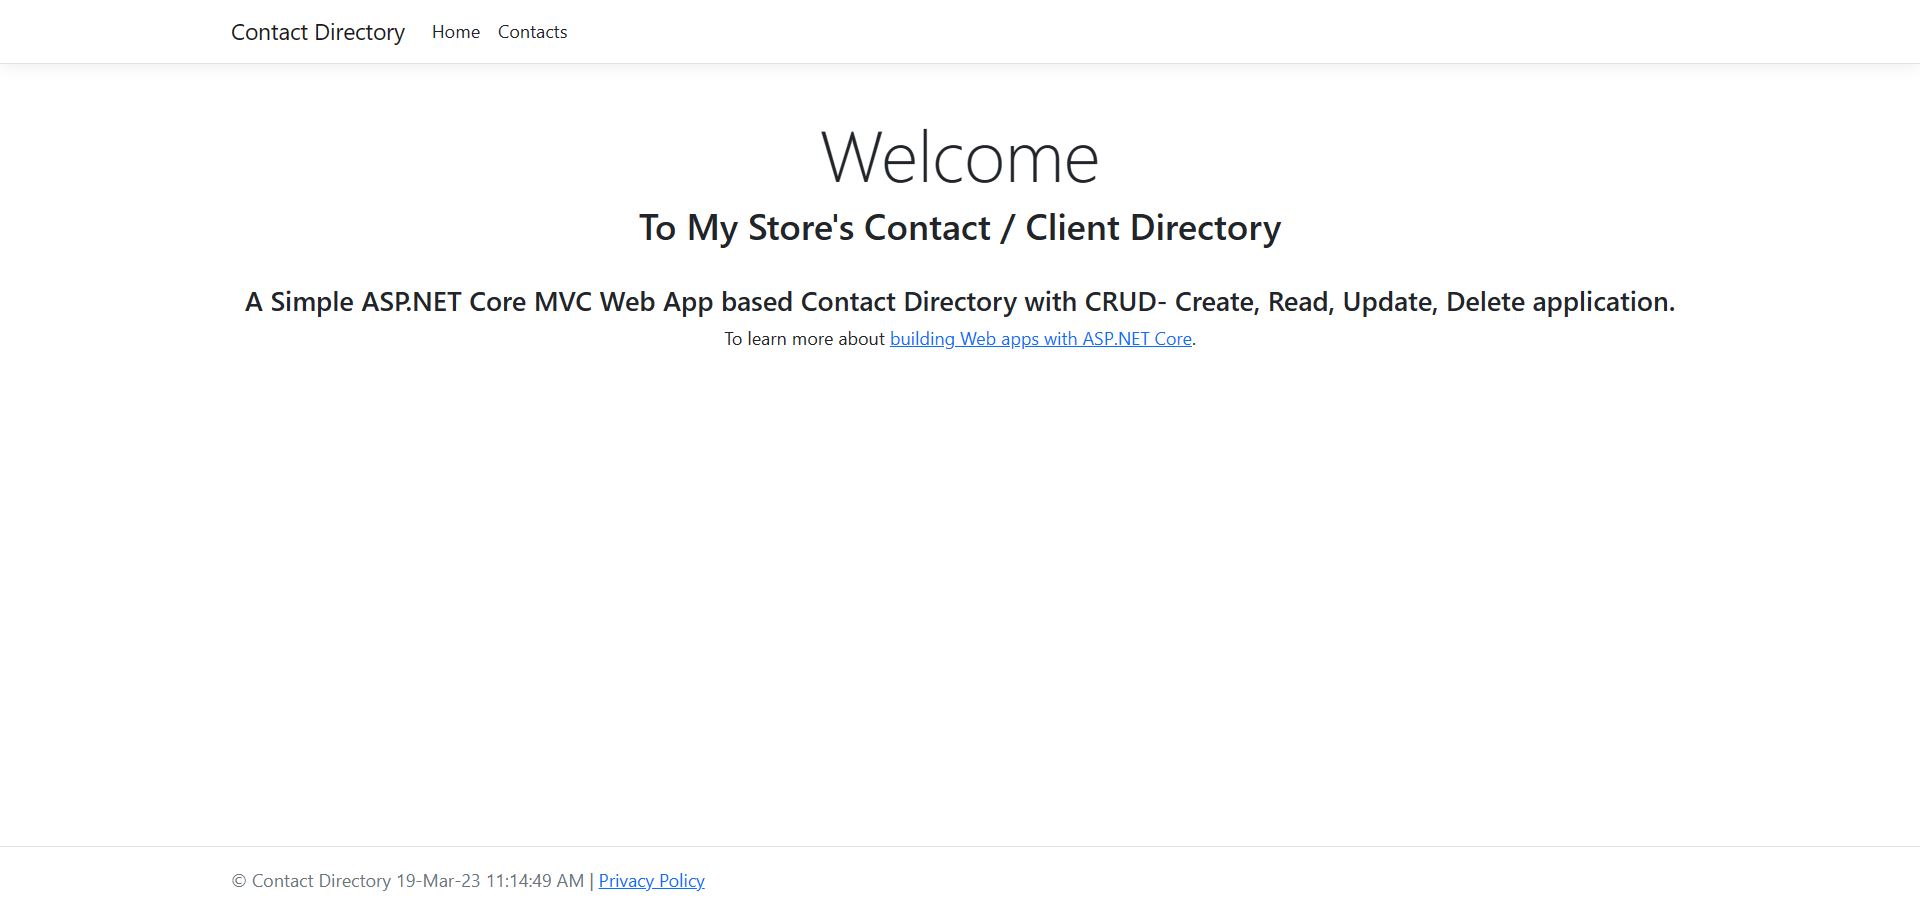 Contact Directory Home Contacts
Welcome
To My Store's Contact / Client Directory
A Simple ASP.NET Core MVC Web App based Contact Directory with CRUD- Create, Read, Update, Delete application.
To learn more about building Web apps with ASP.NET Core.
© Contact Directory 19-Mar-23 11:14:49 AM | Privacy Policy